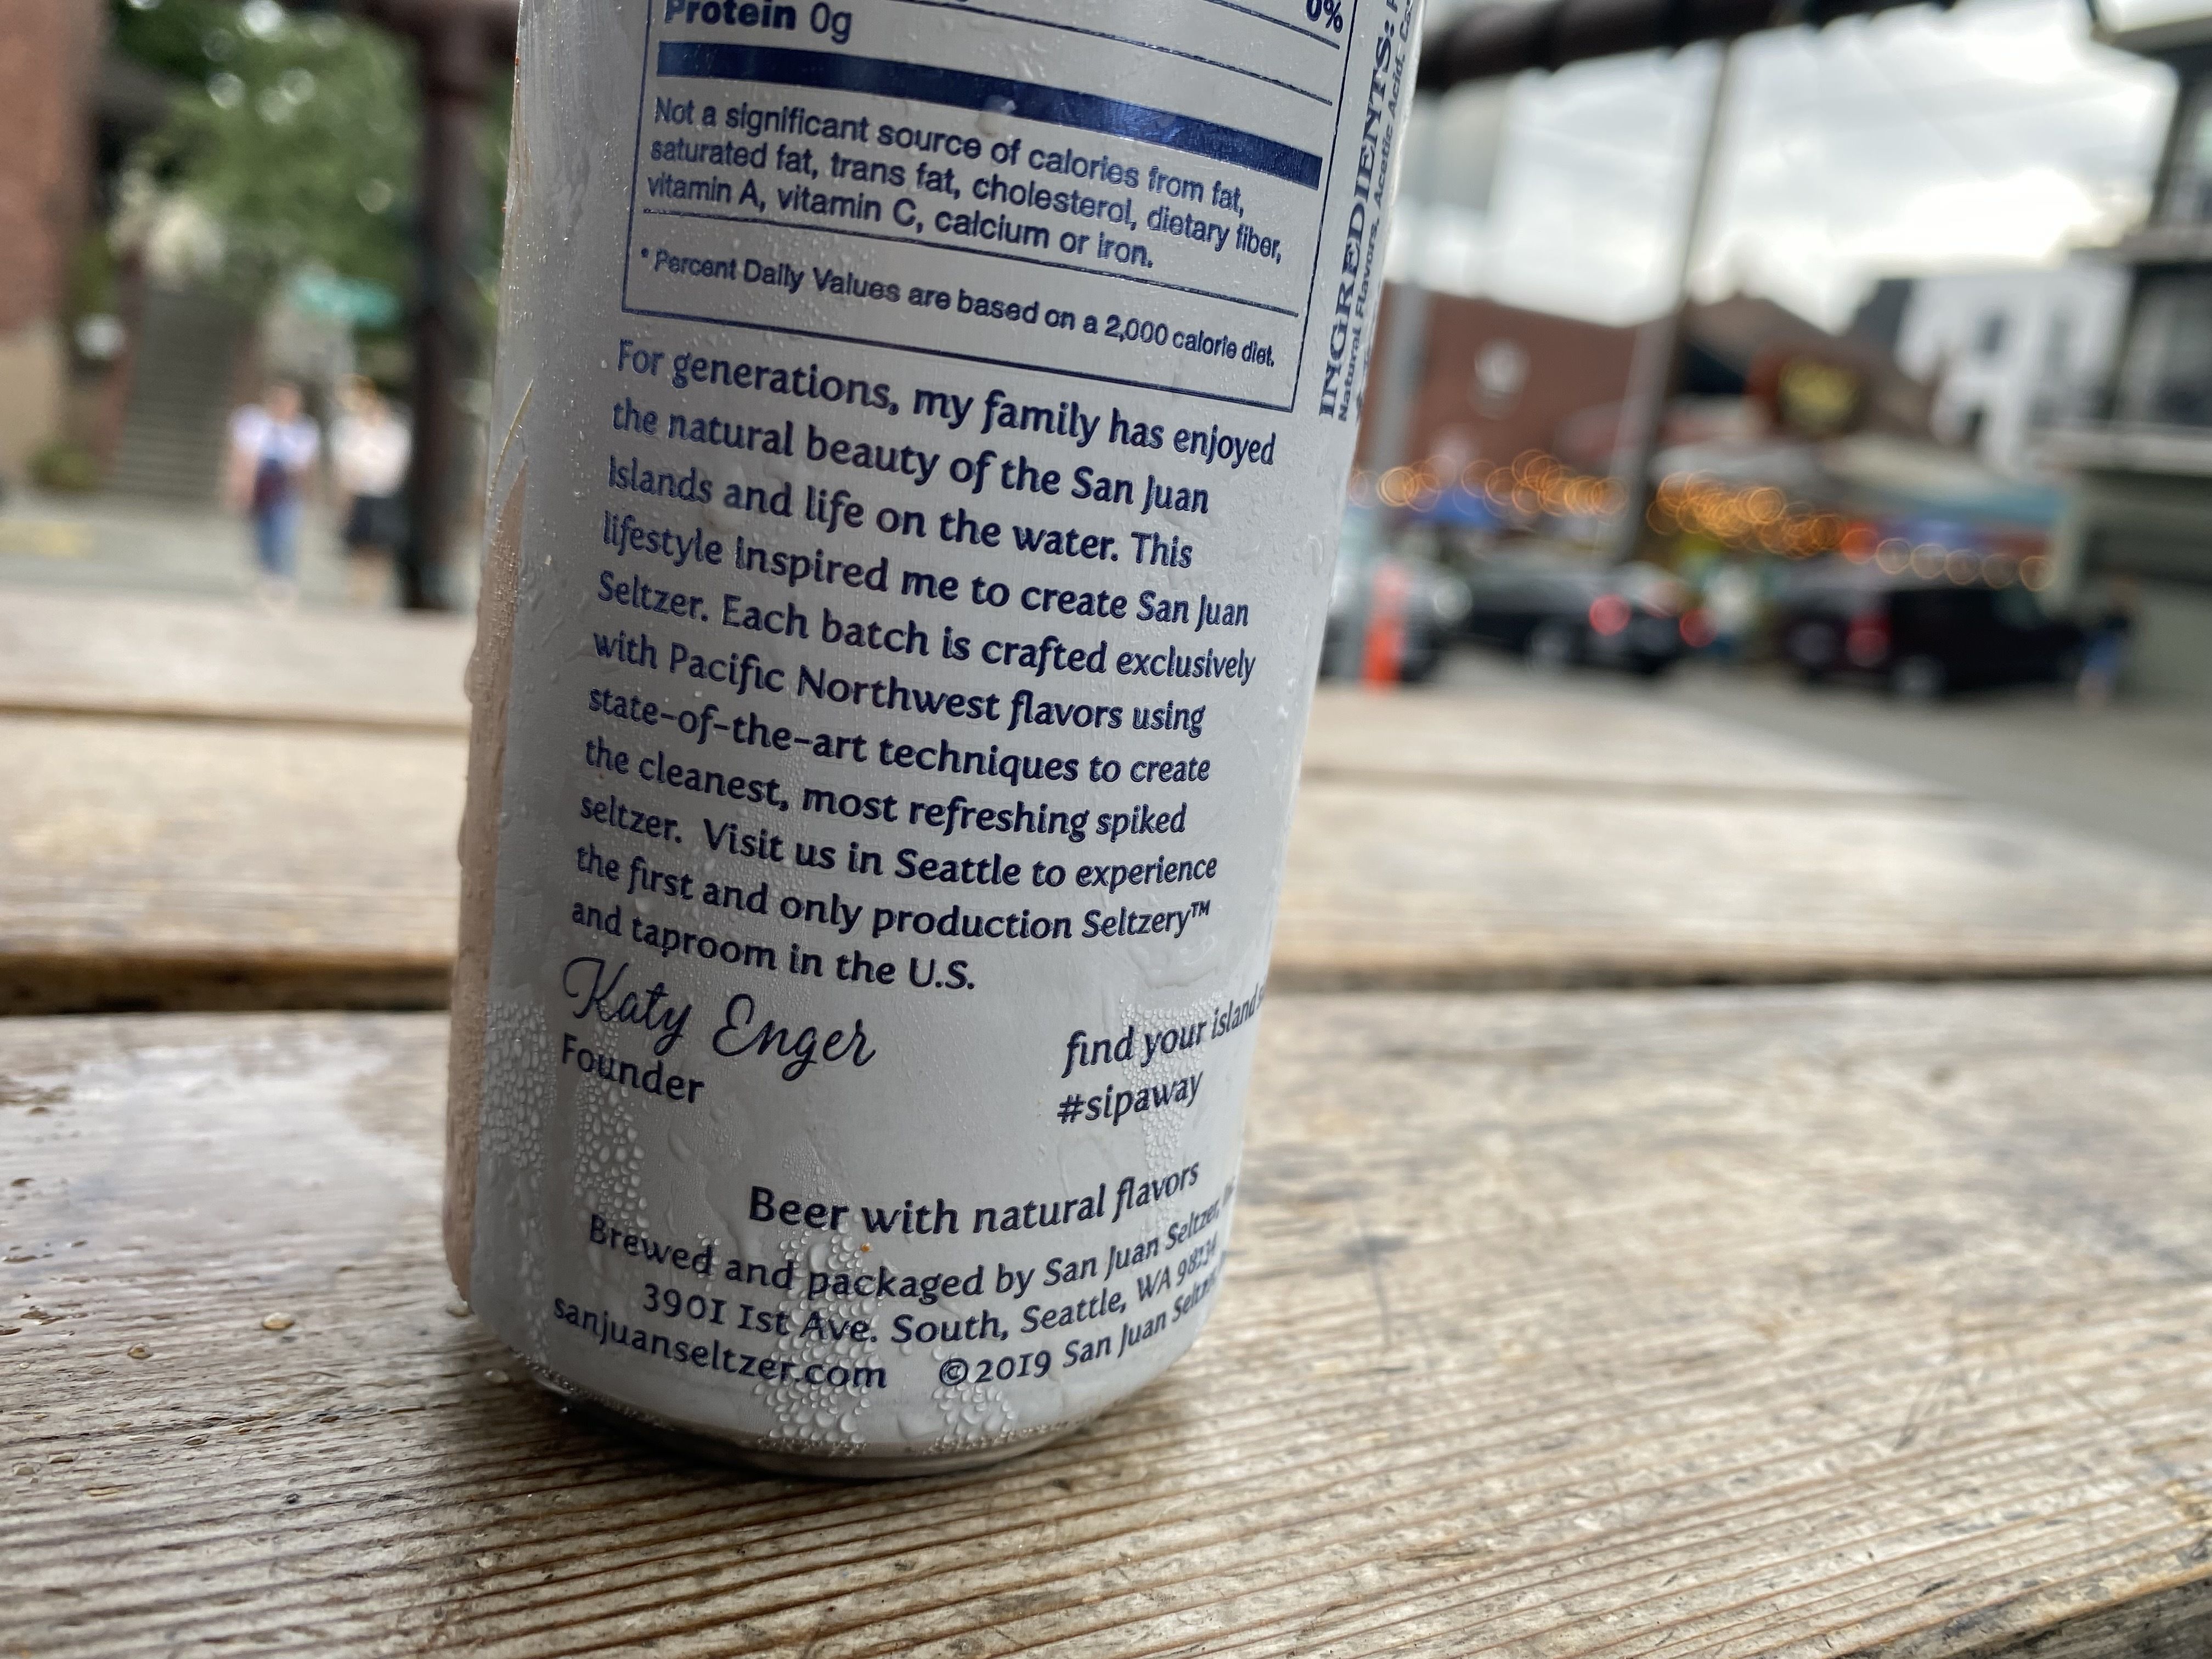 0%
Protein 0g
Not a significant source of calories from fat,
saturated fat, trans fat, cholesterol, dietary fiber,
vitamin A, vitamin C, calcium or iron.
* Percent Daily Values are based on a 2,000 calorie diet.
INGREDIENTS:
Natural Flavors, Acetic Acid,
For generations, my family has enjoyed
the natural beauty of the San Juan
Islands and life on the water. This
lifestyle inspired me to create San Juan
Seltzer. Each batch is crafted exclusively
with Pacific Northwest flavors using
state-of-the-art techniques to create
the cleanest, most refreshing spiked
seltzer. Visit us in Seattle to experience
the first and only production Seltzery™
and taproom in the U.S.
Katy Enger
Founder
find your island
#sipaway
Beer with natural flavors
Brewed and packaged by San Juan Seltzer,
3901 1st Ave. South, Seattle, WA 98134
sanjuanseltzer.com ©2019 San Juan Seltzer